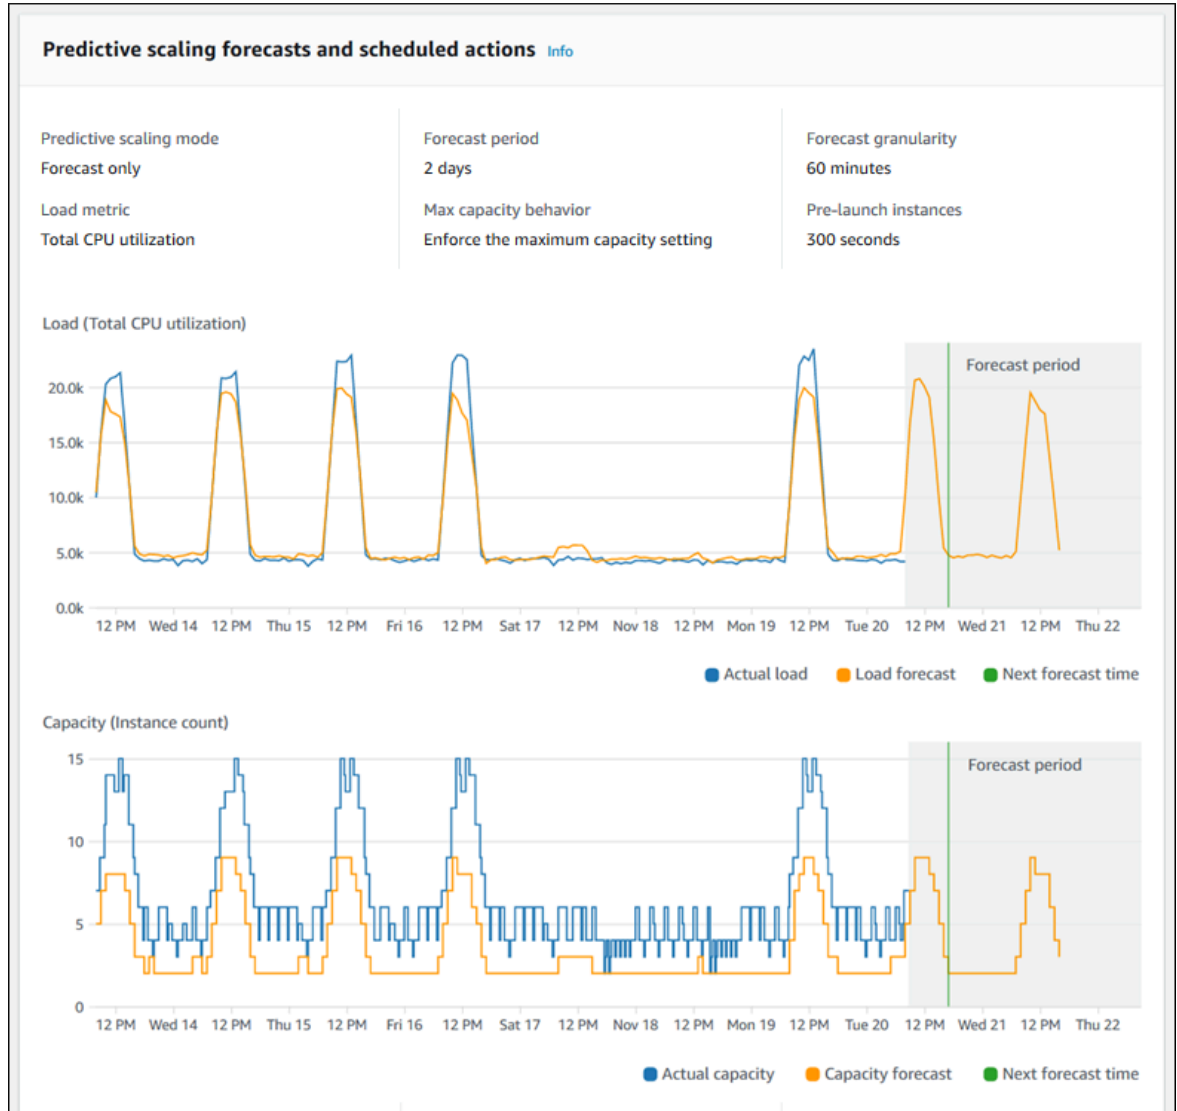 Predictive scaling forecasts and scheduled actions Info
Predictive scaling mode
Forecast only
Forecast period
2 days
Forecast granularity
60 minutes
Load metric
Total CPU utilization
Max capacity behavior
Enforce the maximum capacity setting
Pre-launch instances
300 seconds
Load (Total CPU utilization)
Forecast period
20.0k
15.0k
10.0k
5.0k
0.0k
12 PM Wed 14 12 PM Thu 15 12 PM Fri 16 12 PM Sat 17 12 PM Nov 18 12 PM Mon 19 12 PM Tue 20 12 PM Wed 21 12 PM Thu 22
Actual load Load forecast Next forecast time
Capacity (Instance count)
15
Forecast period
10
5
0
12 PM Wed 14 12 PM Thu 15 12 PM Fri 16 12 PM Sat 17 12 PM Nov 18 12 PM Mon 19 12 PM Tue 20 12 PM Wed 21 12 PM Thu 22
Actual capacity Capacity forecast Next forecast time